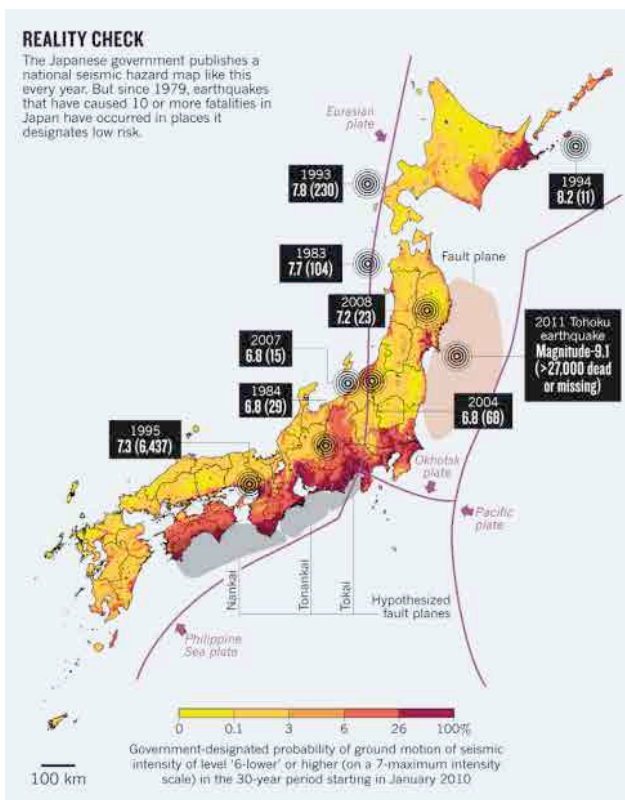 REALITY CHECK
The Japanese government publishes a
national seismic hazard map like this
every year. But since 1979, earthquakes
that have caused 10 or more fatalities in
Japan have occurred in places it
designates low risk.
Eurasian
plate
1993
7.8 (230)
1994
8.2 (11)
1983
7.7 (104)
Fault plane
2008
7.2 (23)
2011 Tohoku
earthquake
Magnitude-9.1
(>27,000 dead
or missing)
2007
6.8 (15)
1984
6.8 (29)
2004
6.8 (68)
1995
7.3 (6,437)
Okhotsk
plate
Pacific
plate
Nankai
Tonankai
Tokai
Hypothesized
fault planes
Philippine
Sea plate
0 0.1 3 6 26 100%
Government-designated probability of ground motion of seismic
intensity of level '6-lower' or higher (on a 7-maximum intensity
scale) in the 30-year period starting in January 2010
100 km